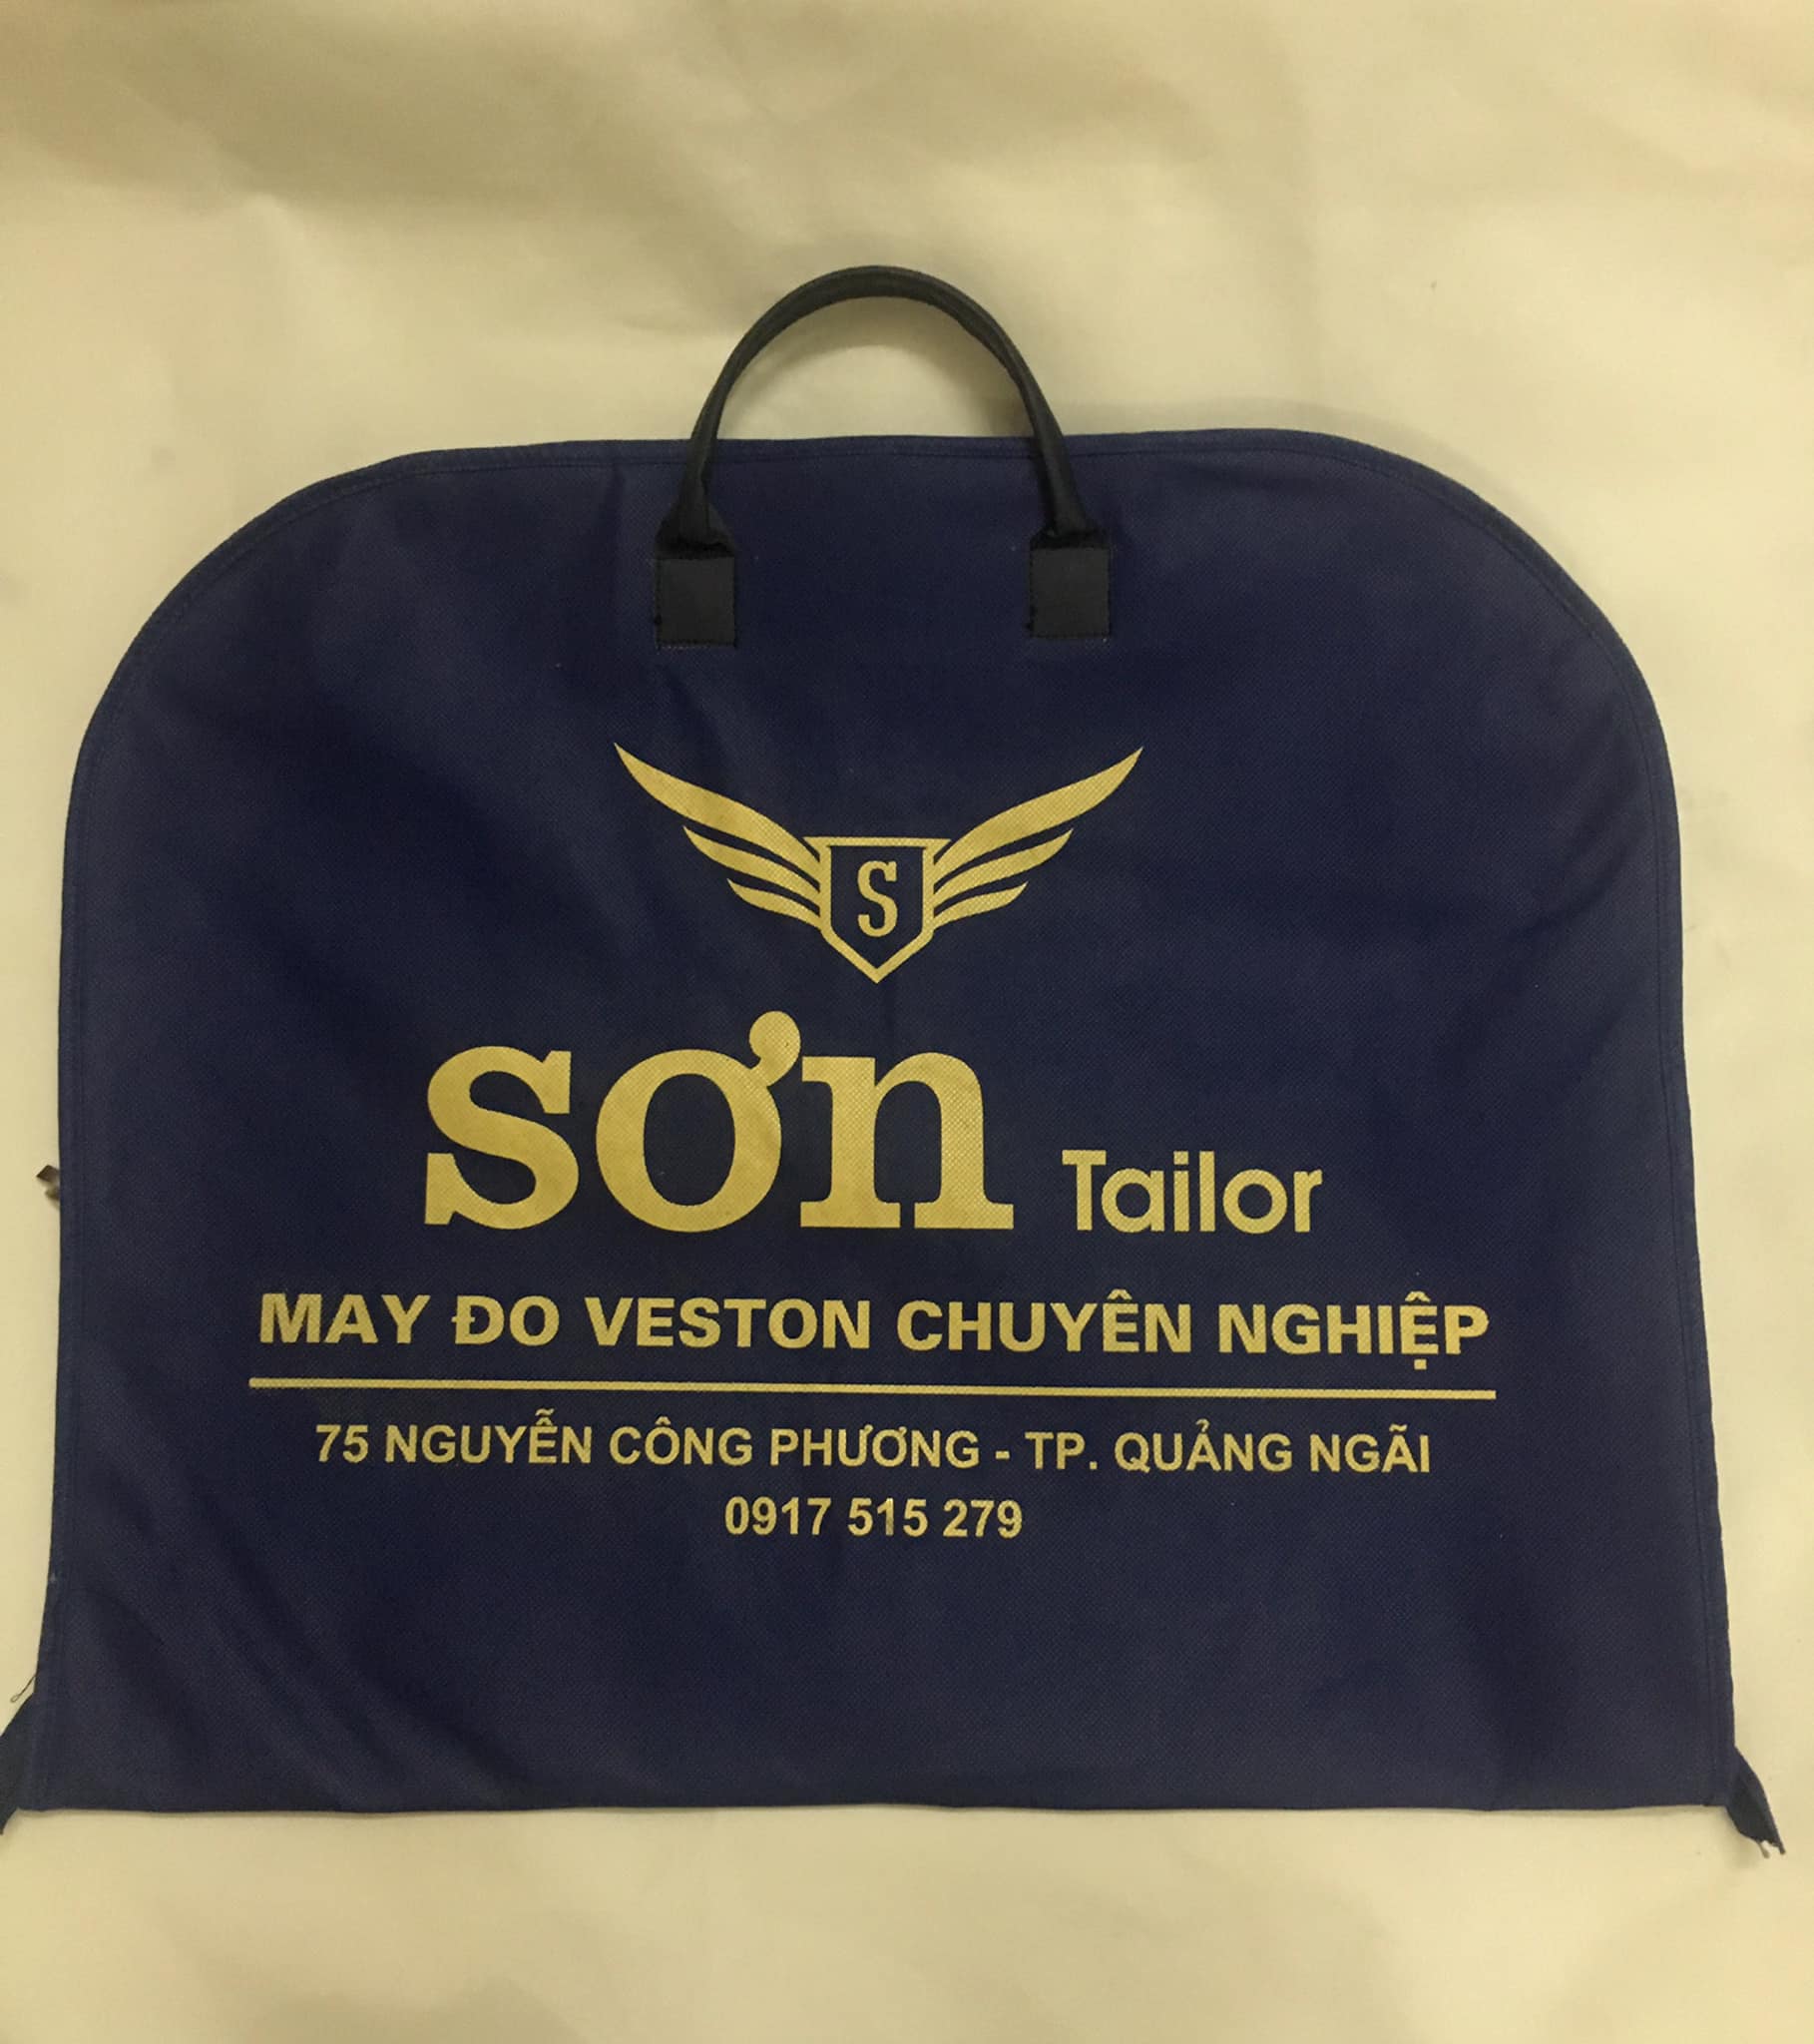 S
sơn Tailor
MAY ĐO VESTON CHUYÊN NGHIỆP
75 NGUYỄN CÔNG PHƯƠNG - TP. QUẢNG NGÃI
0917 515 279